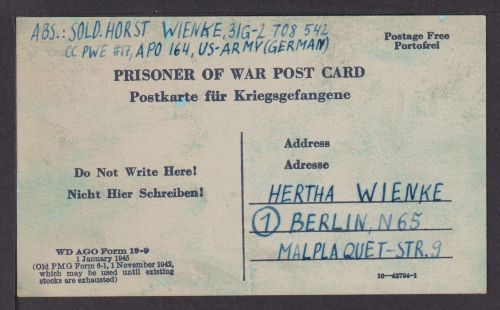 ABS.: SOLD. HORST WIENKE, 31G-2 708 542
CC PWE #17, APO 164, US-ARMY (GERMAN)
Postage Free
Portofrei
PRISONER OF WAR POST CARD
Postkarte für Kriegsgefangene
Address
Adresse
Do Not Write Here!
Nicht Hier Schreiben!
HERTHA WIENKE
1 BERLIN, N 65
MALPLAQUET-STR. 9
WD AGO Form 19-9
1 January 1945
(Old PMG Form 6-1, 1 November 1942,
which may be used until existing
stocks are exhausted)
16—43794-1